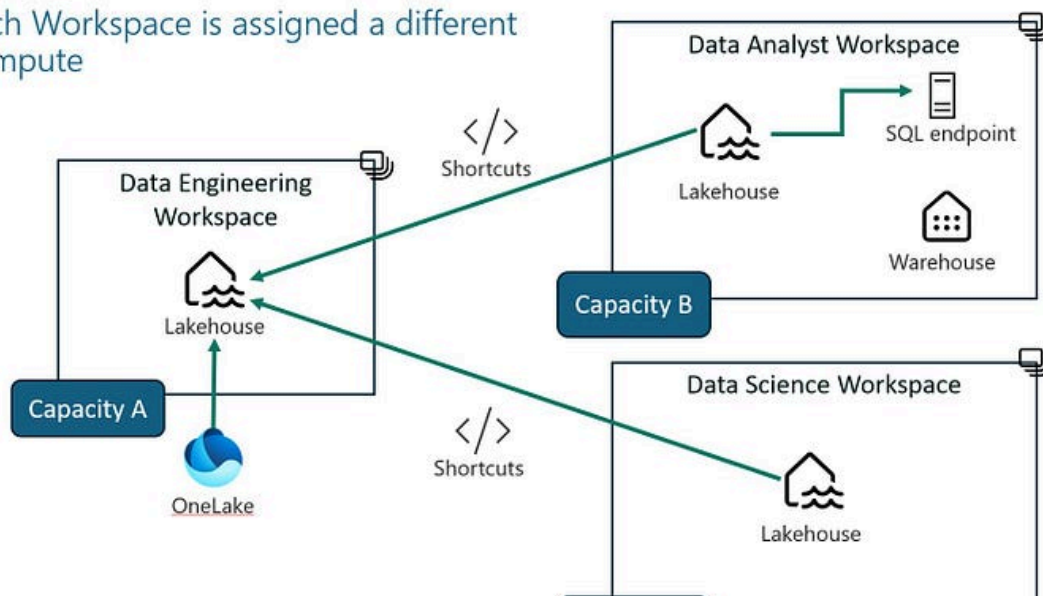 ch Workspace is assigned a different
mpute
Data Engineering
Workspace
Lakehouse
Capacity A
OneLake
</>
Shortcuts
</>
Shortcuts
Data Analyst Workspace
Lakehouse
SQL endpoint
Warehouse
Capacity B
Data Science Workspace
Lakehouse